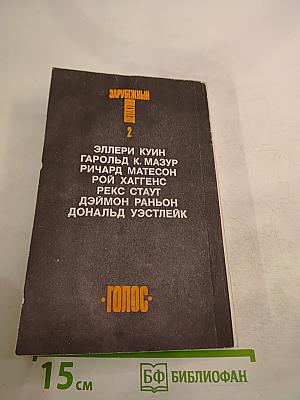 ЗАРУБЕЖНЫЙ
ДЕТЕКТИВ
2
ЭЛЛЕРИ КУИН
ГАРОЛЬД К. МАЗУР
РИЧАРД МАТЕСОН
РОЙ ХАГГЕНС
РЕКС СТАУТ
ДЭЙМОН РАНЬОН
ДОНАЛЬД УЭСТЛЕЙК
·ГОЛОС·
15 см
БФ БИБЛИОФАН